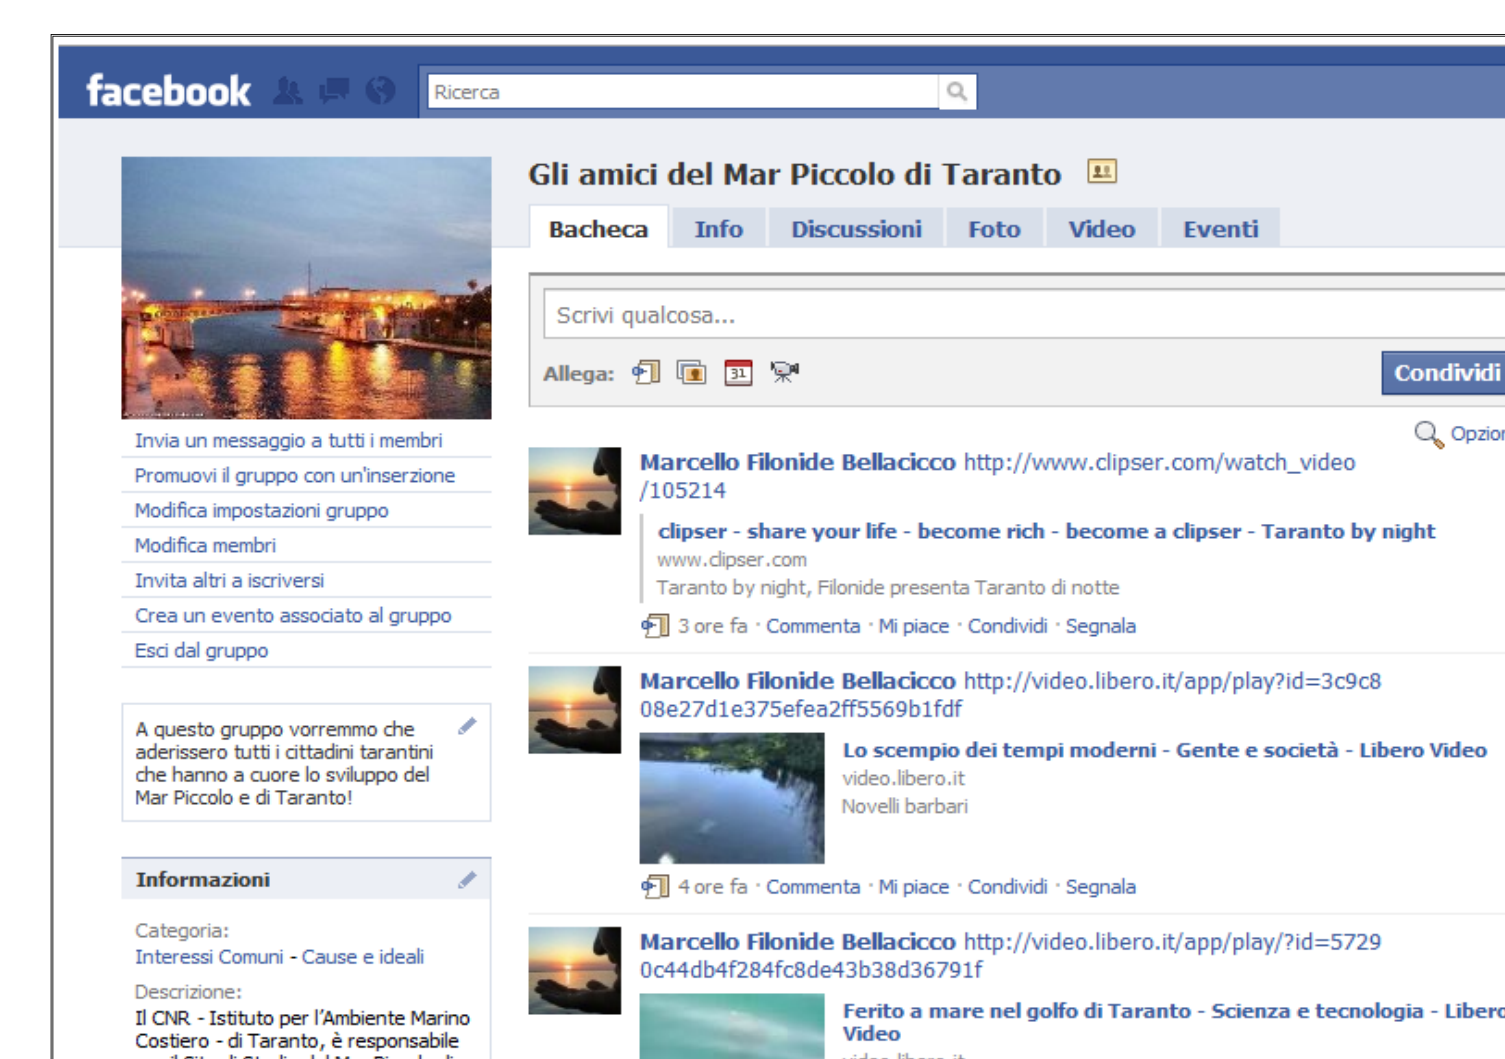 facebook
Ricerca
Gli amici del Mar Piccolo di Taranto
Bacheca Info Discussioni Foto Video Eventi
Scrivi qualcosa...
Allega: 31
Condividi
Invia un messaggio a tutti i membri
Promuovi il gruppo con un'inserzione
Modifica impostazioni gruppo
Modifica membri
Invita altri a iscriversi
Crea un evento associato al gruppo
Esci dal gruppo
A questo gruppo vorremmo che
aderissero tutti i cittadini tarantini
che hanno a cuore lo sviluppo del
Mar Piccolo e di Taranto!
Informazioni
Categoria:
Interessi Comuni - Cause e ideali
Descrizione:
Il CNR - Istituto per l'Ambiente Marino
Costiero - di Taranto, è responsabile
Opzion
Marcello Filonide Bellacicco http://www.clipser.com/watch_video
/105214
clipser - share your life - become rich - become a clipser - Taranto by night
www.clipser.com
Taranto by night, Filonide presenta Taranto di notte
3 ore fa · Commenta · Mi piace · Condividi · Segnala
Marcello Filonide Bellacicco http://video.libero.it/app/play?id=3c9c8
08e27d1e375efea2ff5569b1fdf
Lo scempio dei tempi moderni - Gente e società - Libero Video
video.libero.it
Novelli barbari
4 ore fa · Commenta · Mi piace · Condividi · Segnala
Marcello Filonide Bellacicco http://video.libero.it/app/play/?id=5729
0c44db4f284fc8de43b38d36791f
Ferito a mare nel golfo di Taranto - Scienza e tecnologia - Libero
Video